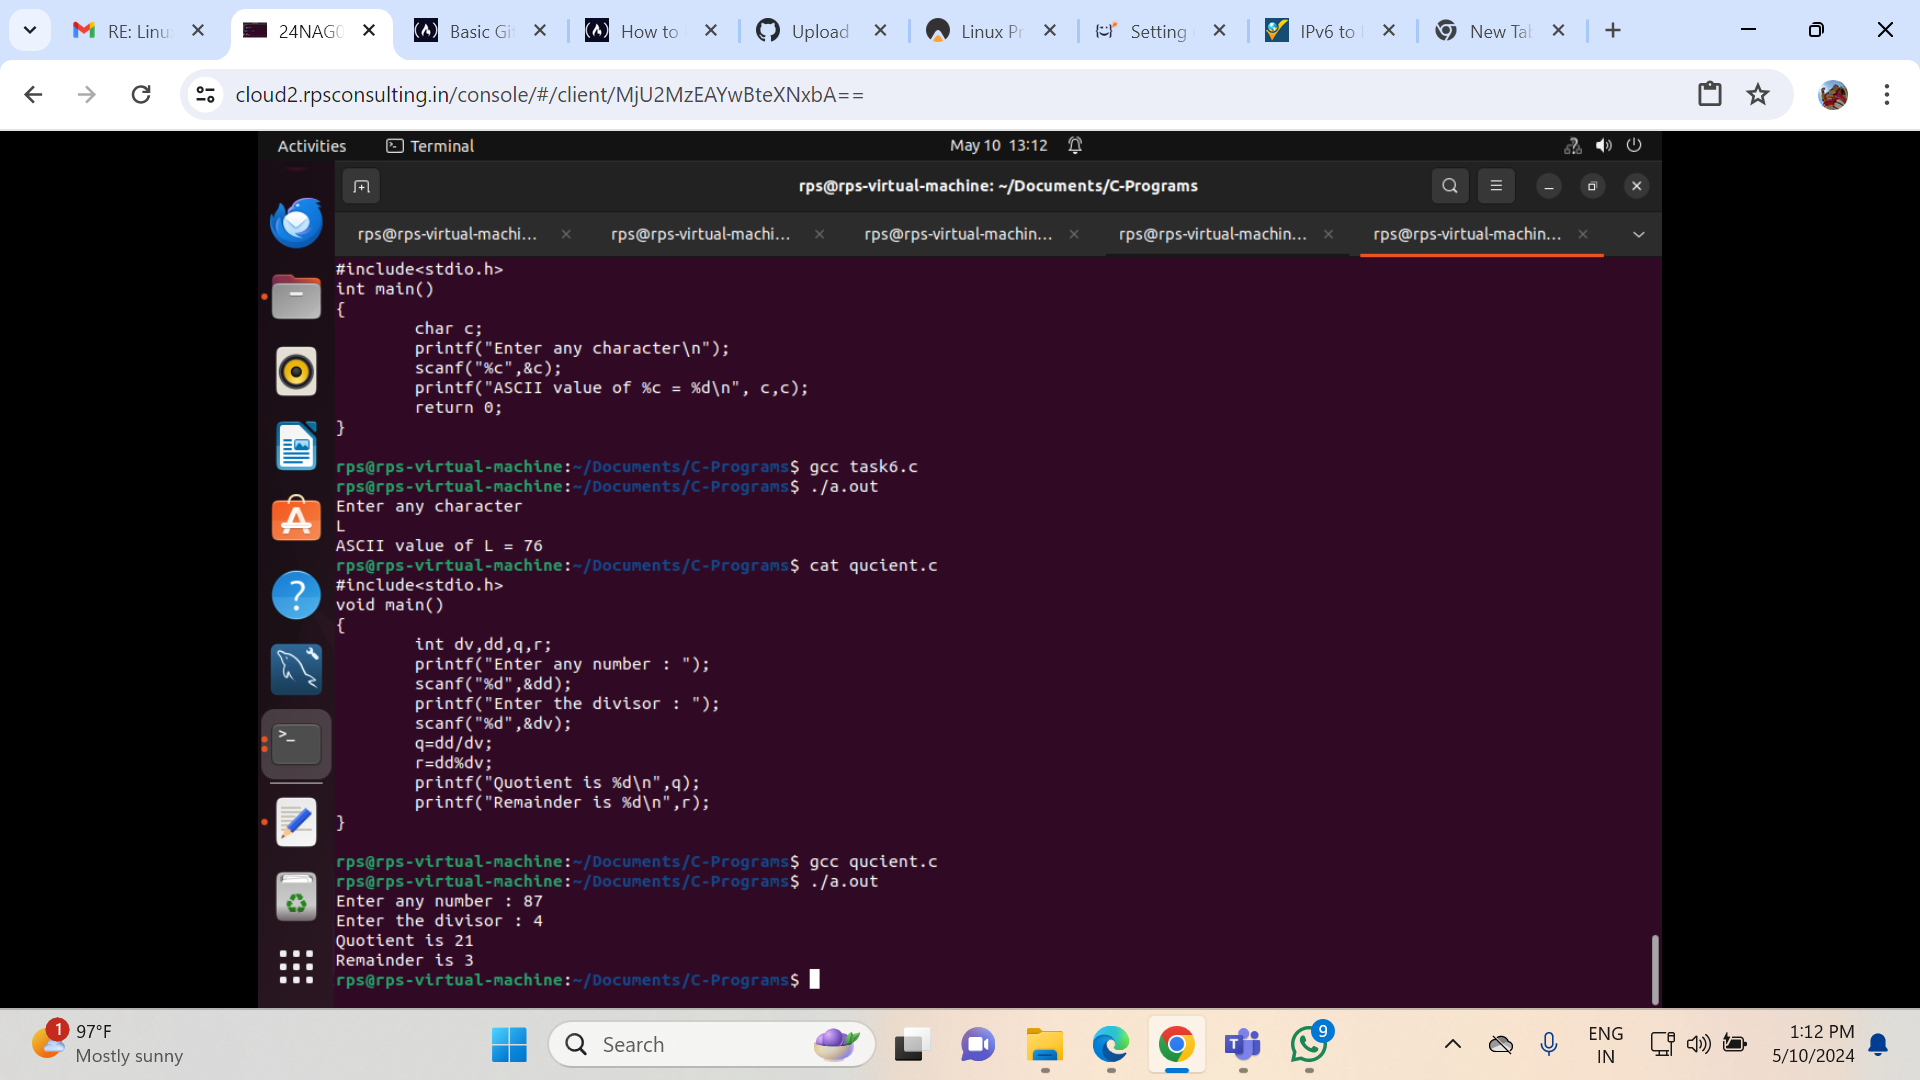 RE: Linu
24NAG0
Basic Gi
How to
Upload
Linux Pr
Setting
IPv6 to
New Tab
cloud2.rpsconsulting.in/console/#/client/MjU2MzEAYwBteXNxbA==
Activities
Terminal
May 10 13:12
rps@rps-virtual-machine: ~/Documents/C-Programs
rps@rps-virtual-machi...
rps@rps-virtual-machi...
rps@rps-virtual-machin...
rps@rps-virtual-machin...
rps@rps-virtual-machin...
#include<stdio.h>
int main()
{
char c;
printf("Enter any character\n");
scanf("%c",&c);
printf("ASCII value of %c = %d\n", c,c);
return 0;
}
rps@rps-virtual-machine:~/Documents/C-Programs$ gcc task6.c
rps@rps-virtual-machine:~/Documents/C-Programs$ ./a.out
Enter any character
L
ASCII value of L = 76
rps@rps-virtual-machine:~/Documents/C-Programs$ cat qucient.c
#include<stdio.h>
void main()
{
int dv,dd,q,r;
printf("Enter any number : ");
scanf("%d",&dd);
printf("Enter the divisor : ");
scanf("%d",&dv);
q=dd/dv;
r=dd%dv;
printf("Quotient is %d\n",q);
printf("Remainder is %d\n",r);
}
rps@rps-virtual-machine:~/Documents/C-Programs$ gcc qucient.c
rps@rps-virtual-machine:~/Documents/C-Programs$ ./a.out
Enter any number : 87
Enter the divisor : 4
Quotient is 21
Remainder is 3
rps@rps-virtual-machine:~/Documents/C-Programs$
1
97°F
Mostly sunny
Search
9
ENG
IN
1:12 PM
5/10/2024